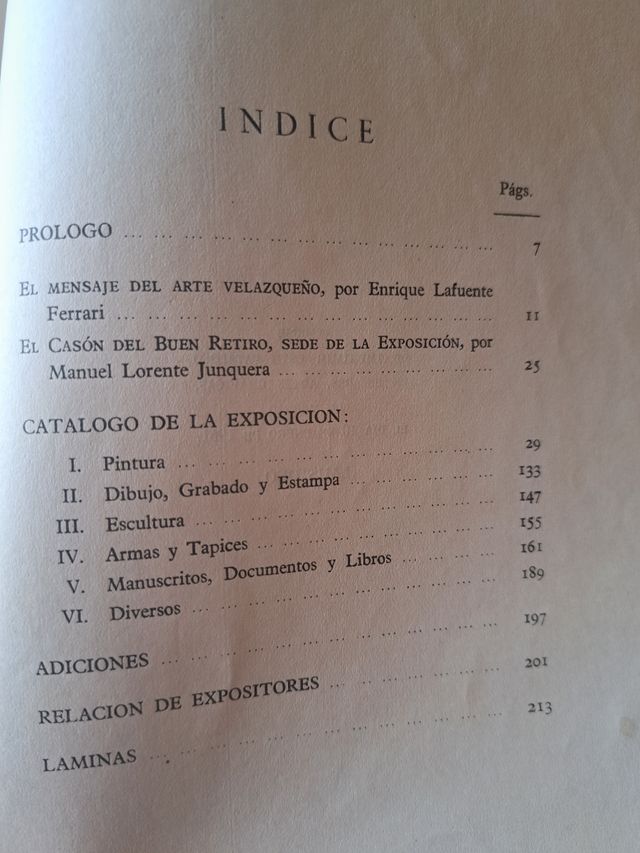 INDICE
Págs.
PROLOGO ... 7
EL MENSAJE DEL ARTE VELAZQUEÑO, por Enrique Lafuente
Ferrari ... 11
EL CASÓN DEL BUEN RETIRO, SEDE DE LA EXPOSICIÓN, por
Manuel Lorente Junquera ... 25
CATALOGO DE LA EXPOSICION:
I. Pintura ... 29
II. Dibujo, Grabado y Estampa ... 133
III. Escultura ... 147
IV. Armas y Tapices ... 155
V. Manuscritos, Documentos y Libros ... 161
VI. Diversos ... 189
ADICIONES ... 197
RELACION DE EXPOSITORES ... 201
LAMINAS ... 213